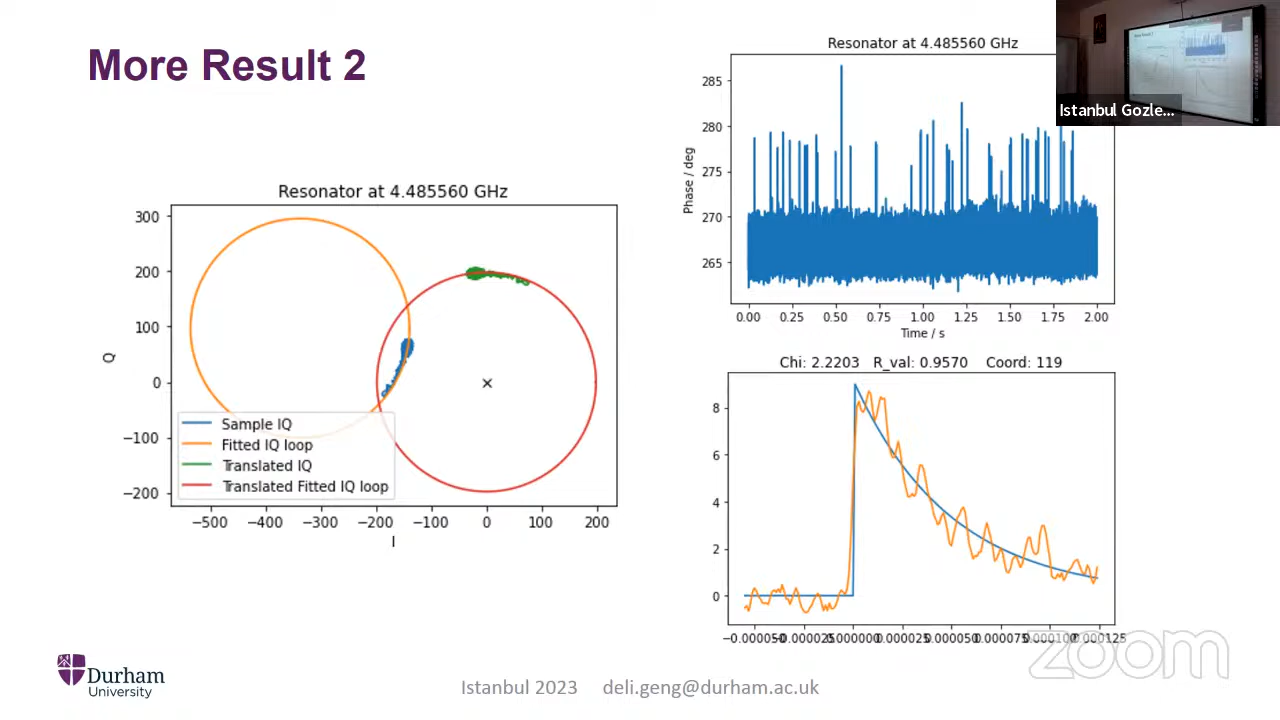 More Result 2
Resonator at 4.485560 GHz
300
200
100
0
−100
−200
Q
−500
−400
−300
−200
−100
0
100
200
I
Sample IQ
Fitted IQ loop
Translated IQ
Translated Fitted IQ loop
Resonator at 4.485560 GHz
285
280
275
270
265
Phase / deg
0.00
0.25
0.50
0.75
1.00
1.25
1.50
1.75
2.00
Time / s
Istanbul Gozle...
Chi: 2.2203 R_val: 0.9570 Coord: 119
8
6
4
2
0
−0.000050
−0.000025
0.000000
0.000025
0.000050
0.000075
0.000100
0.000125
zoom
Durham
University
Istanbul 2023 deli.geng@durham.ac.uk